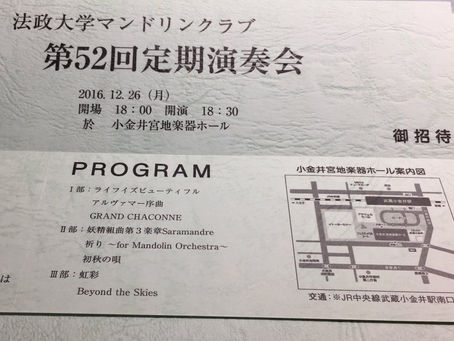 法政大学マンドリンクラブ
第52回定期演奏会
2016.12.26(月)
開場 18:00 開演 18:30
於 小金井宮地楽器ホール
御招待
PROGRAM
Ⅰ部:ライフイズビューティフル
アルヴァマー序曲
GRAND CHACONNE
Ⅱ部:妖精組曲第3楽章Saramandre
祈り ~for Mandolin Orchestra~
初秋の唄
Ⅲ部:虹彩
Beyond the Skies
は
小金井宮地楽器ホール案内図
武蔵小金井駅
交通:※JR中央線武蔵小金井駅南口